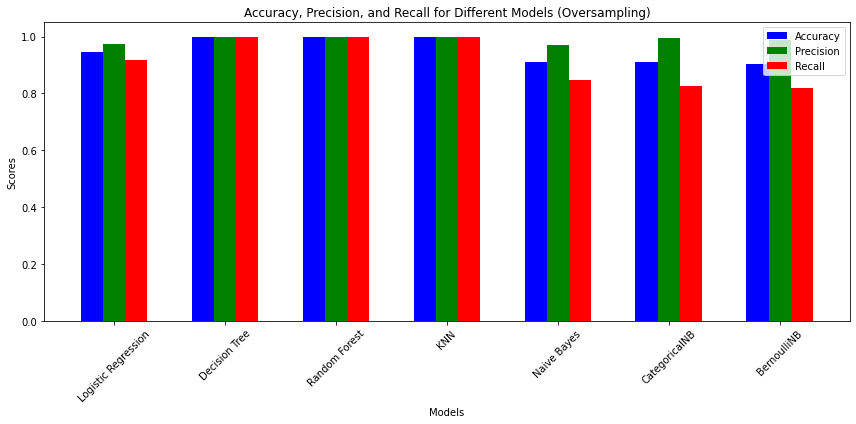 Accuracy, Precision, and Recall for Different Models (Oversampling)
Accuracy
Precision
Recall
Scores
1.0
0.8
0.6
0.4
0.2
0.0
Logistic Regression
Decision Tree
Random Forest
KNN
Naive Bayes
CategoricalNB
BernoulliNB
Models